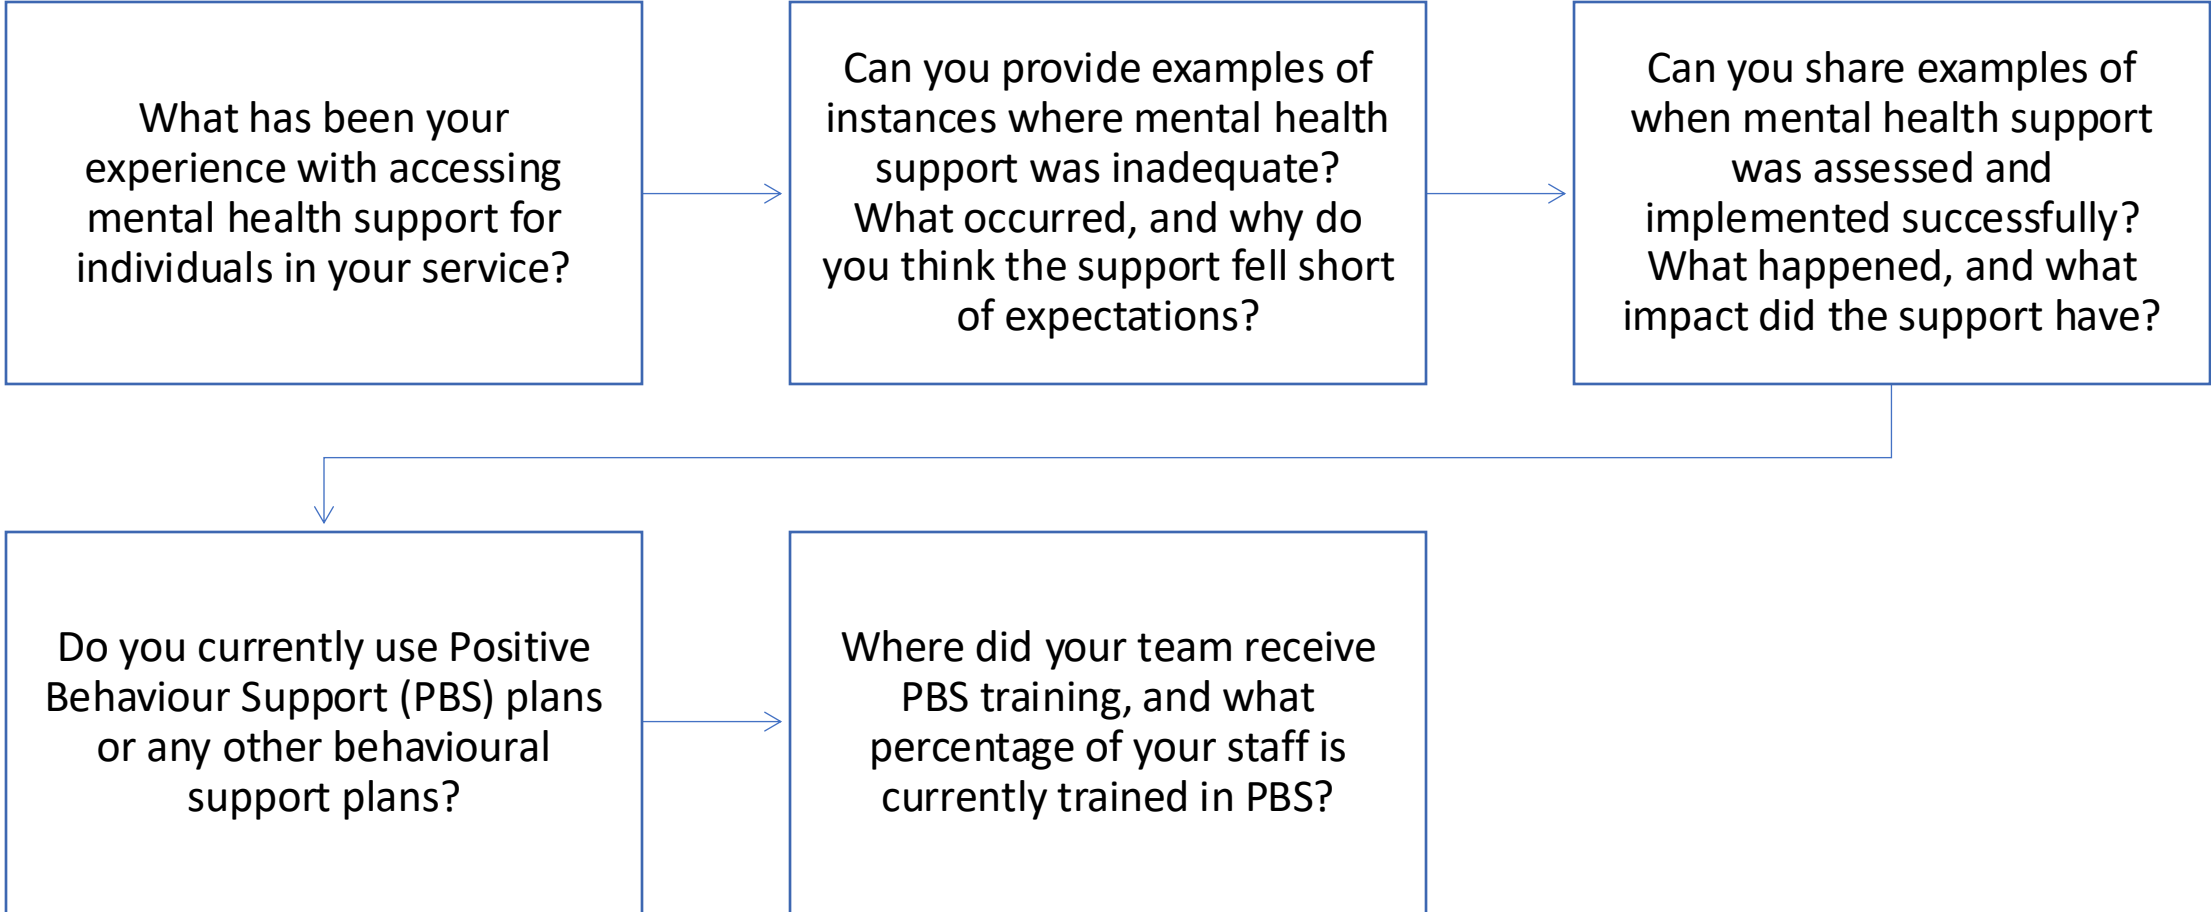 What has been your
experience with accessing
mental health support for
individuals in your service?
Can you provide examples of
instances where mental health
support was inadequate?
What occurred, and why do
you think the support fell short
of expectations?
Can you share examples of
when mental health support
was assessed and
implemented successfully?
What happened, and what
impact did the support have?
Do you currently use Positive
Behaviour Support (PBS) plans
or any other behavioural
support plans?
Where did your team receive
PBS training, and what
percentage of your staff is
currently trained in PBS?